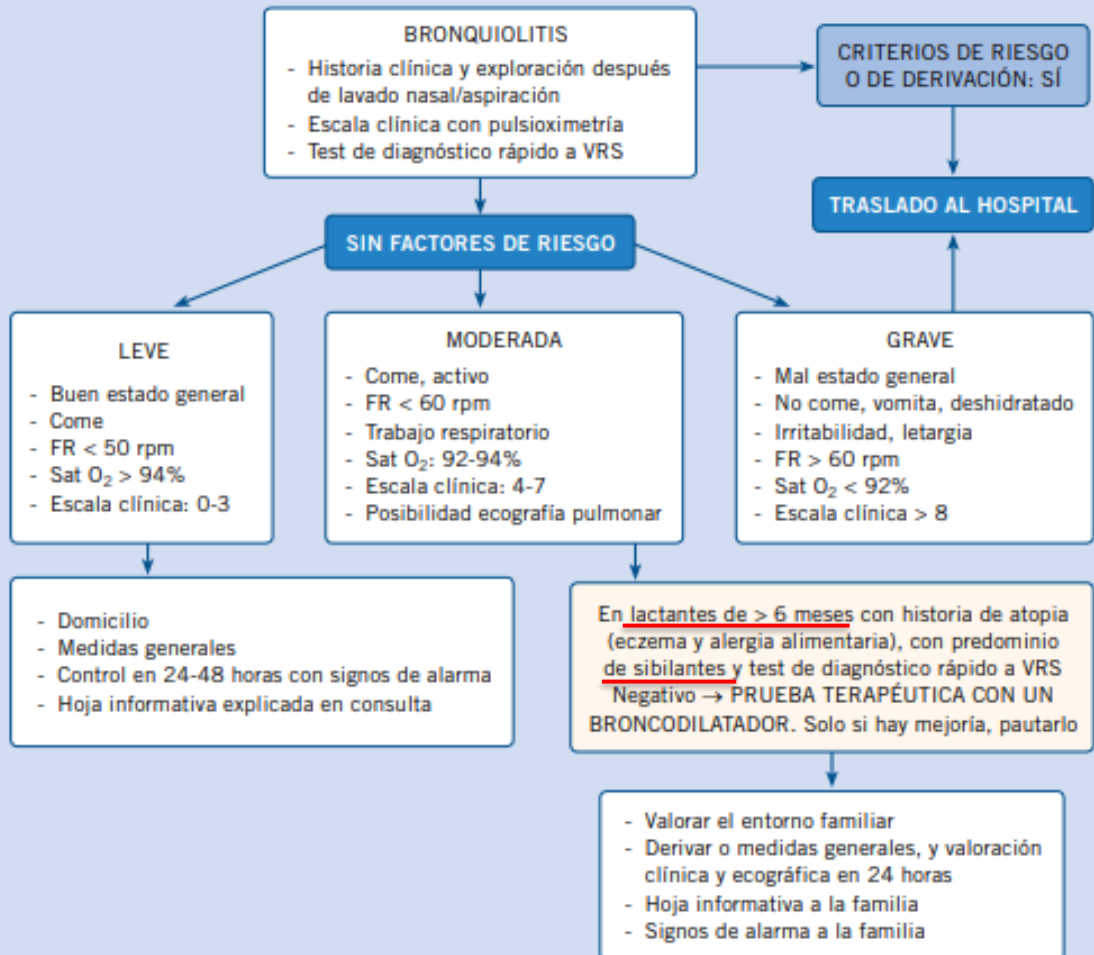 BRONQUIOLITIS
- Historia clínica y exploración después
de lavado nasal/aspiración
- Escala clínica con pulsioximetría
- Test de diagnóstico rápido a VRS
CRITERIOS DE RIESGO
O DE DERIVACIÓN: SÍ
TRASLADO AL HOSPITAL
SIN FACTORES DE RIESGO
LEVE
- Buen estado general
- Come
- FR < 50 rpm
- Sat O₂ > 94%
- Escala clínica: 0-3
MODERADA
- Come, activo
- FR < 60 rpm
- Trabajo respiratorio
- Sat O₂: 92-94%
- Escala clínica: 4-7
- Posibilidad ecografía pulmonar
GRAVE
- Mal estado general
- No come, vomita, deshidratado
- Irritabilidad, letargia
- FR > 60 rpm
- Sat O₂ < 92%
- Escala clínica > 8
- Domicilio
- Medidas generales
- Control en 24-48 horas con signos de alarma
- Hoja informativa explicada en consulta
En lactantes de > 6 meses con historia de atopia
(eczema y alergia alimentaria), con predominio
de sibilantes y test de diagnóstico rápido a VRS
Negativo → PRUEBA TERAPÉUTICA CON UN
BRONCODILATADOR. Solo si hay mejoría, pautarlo
- Valorar el entorno familiar
- Derivar o medidas generales, y valoración
clínica y ecográfica en 24 horas
- Hoja informativa a la familia
- Signos de alarma a la familia